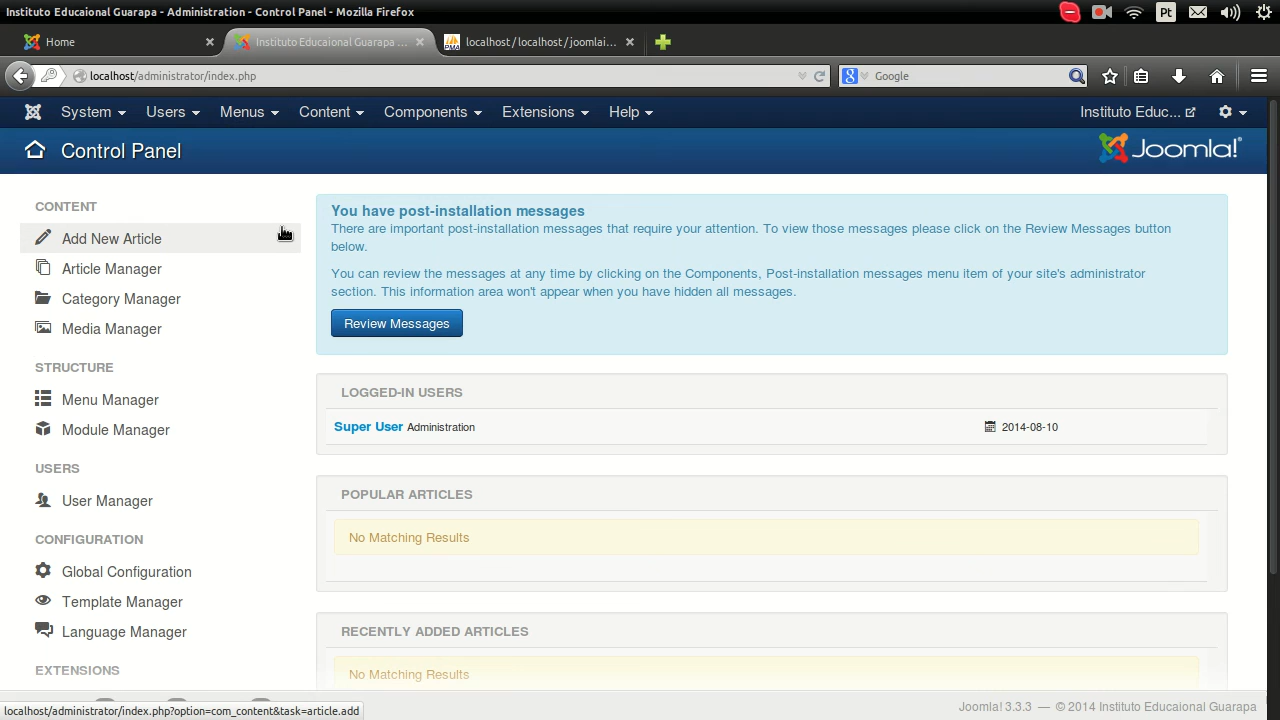 Instituto Educaional Guarapa - Administration - Control Panel - Mozilla Firefox
Pt
Home
Instituto Educaional Guarapa ...
localhost / localhost / joomlai...
localhost/administrator/index.php
Google
System Users Menus Content Components Extensions Help
Instituto Educ...
Control Panel
Joomla!
CONTENT
Add New Article
Article Manager
Category Manager
Media Manager
STRUCTURE
Menu Manager
Module Manager
USERS
User Manager
CONFIGURATION
Global Configuration
Template Manager
Language Manager
EXTENSIONS
You have post-installation messages
There are important post-installation messages that require your attention. To view those messages please click on the Review Messages button
below.
You can review the messages at any time by clicking on the Components, Post-installation messages menu item of your site's administrator
section. This information area won't appear when you have hidden all messages.
Review Messages
LOGGED-IN USERS
Super User Administration 2014-08-10
POPULAR ARTICLES
No Matching Results
RECENTLY ADDED ARTICLES
No Matching Results
localhost/administrator/index.php?option=com_content&task=article.add
Joomla! 3.3.3 — © 2014 Instituto Educaional Guarapa